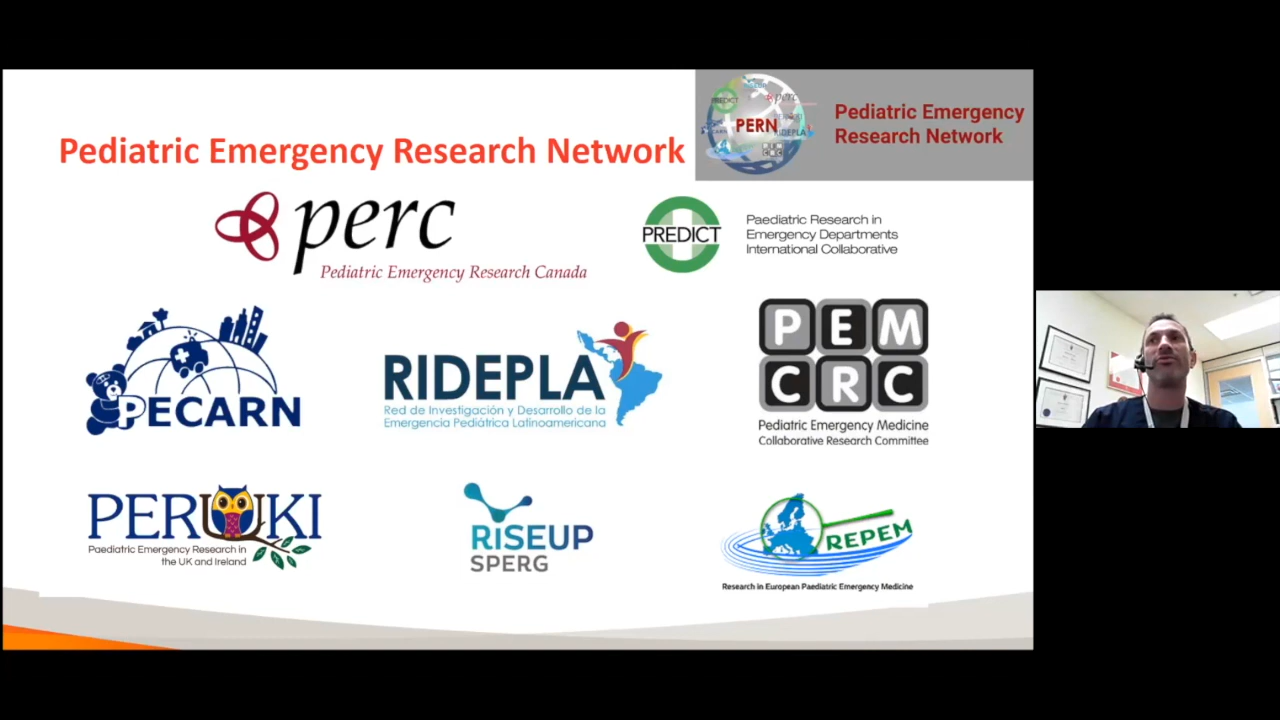 Pediatric Emergency Research Network
PERN
PREDICT
perc
RIDEPLA
Pediatric Emergency
Research Network
perc
Pediatric Emergency Research Canada
PREDICT
Paediatric Research in
Emergency Departments
International Collaborative
PECARN
RIDEPLA
Red de Investigación y Desarrollo de la
Emergencia Pediátrica Latinoamericana
PEM
CRC
Pediatric Emergency Medicine
Collaborative Research Committee
PERUKI
Paediatric Emergency Research in
the UK and Ireland
RiSEUP
SPERG
REPEM
Research in European Paediatric Emergency Medicine